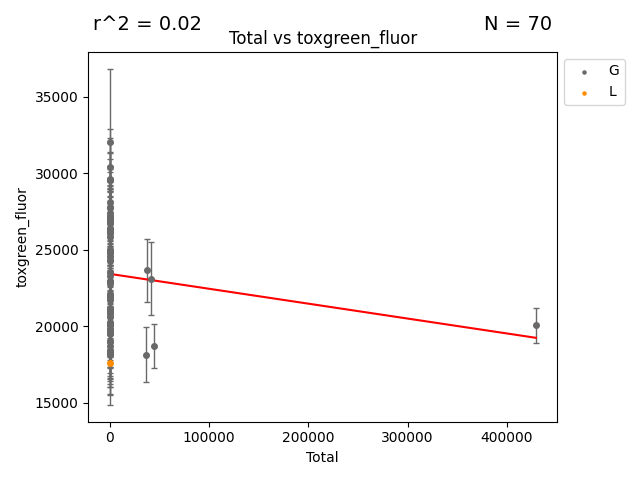 r^2 = 0.02
N = 70
Total vs toxgreen_fluor
G
L
35000
30000
25000
20000
15000
toxgreen_fluor
0
100000
200000
300000
400000
Total